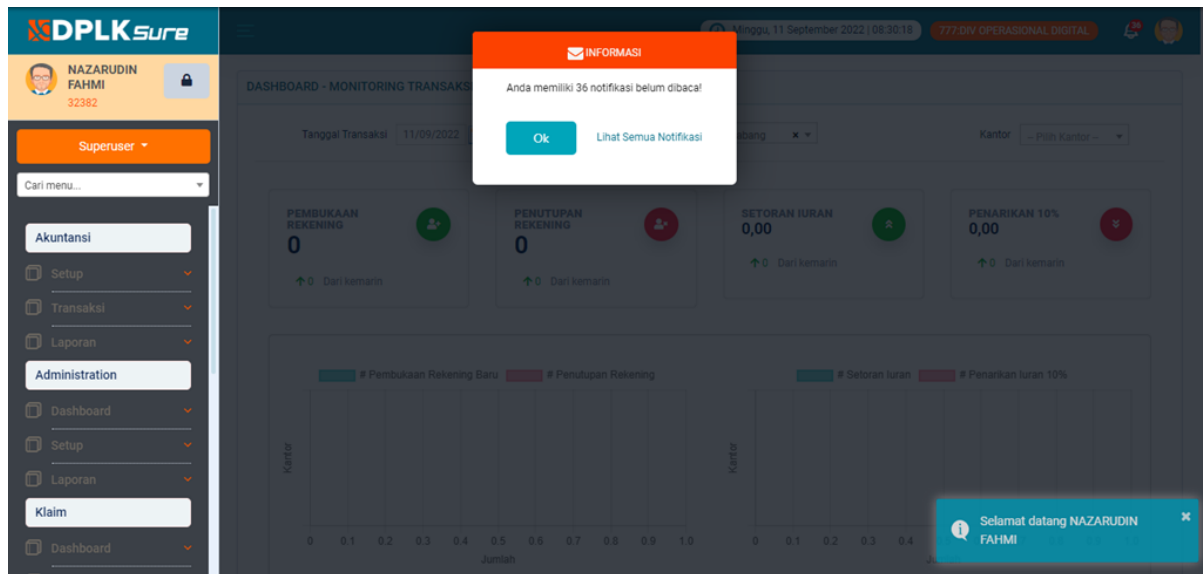 DPLKSure
NAZARUDIN
FAHMI
32382
Superuser
Cari menu...
Akuntansi
Setup
Transaksi
Laporan
Administration
Dashboard
Setup
Laporan
Klaim
Dashboard
Minggu, 11 September 2022 | 08:30:18
777:DIV OPERASIONAL DIGITAL
36
INFORMASI
Anda memiliki 36 notifikasi belum dibaca!
Ok
Lihat Semua Notifikasi
DASHBOARD - MONITORING TRANSAKS
Tanggal Transaksi 11/09/2022
abang ×
Kantor -- Pilih Kantor --
PEMBUKAAN
REKENING
0
0 Dari kemarin
PENUTUPAN
REKENING
0
0 Dari kemarin
SETORAN IURAN
0,00
0 Dari kemarin
PENARIKAN 10%
0,00
0 Dari kemarin
# Pembukaan Rekening Baru # Penutupan Rekening
Kantor
0 0.1 0.2 0.3 0.4 0.5 0.6 0.7 0.8 0.9 1.0
Jumlah
# Setoran Iuran # Penarikan Iuran 10%
Kantor
0 0.1 0.2 0.3 0.4
Selamat datang NAZARUDIN
FAHMI
×